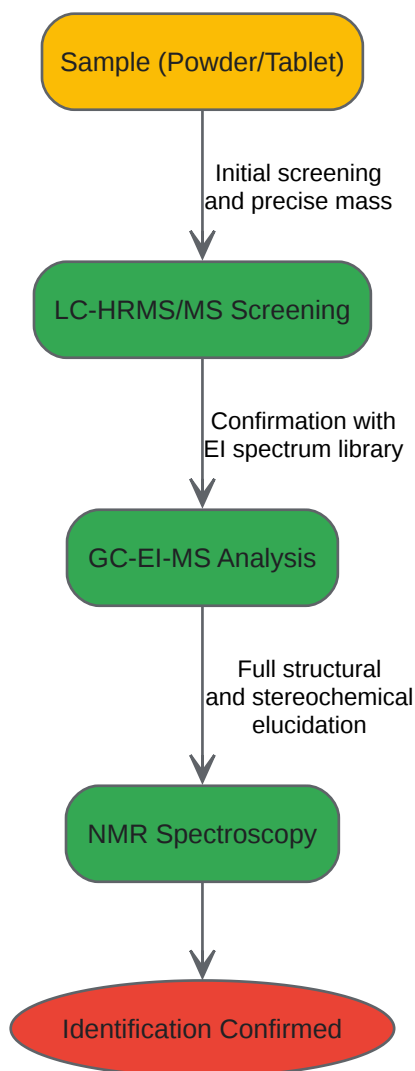 Sample (Powder/Tablet)
Initial screening
and precise mass
LC-HRMS/MS Screening
Confirmation with
EI spectrum library
GC-EI-MS Analysis
Full structural
and stereochemical
elucidation
NMR Spectroscopy
Identification Confirmed